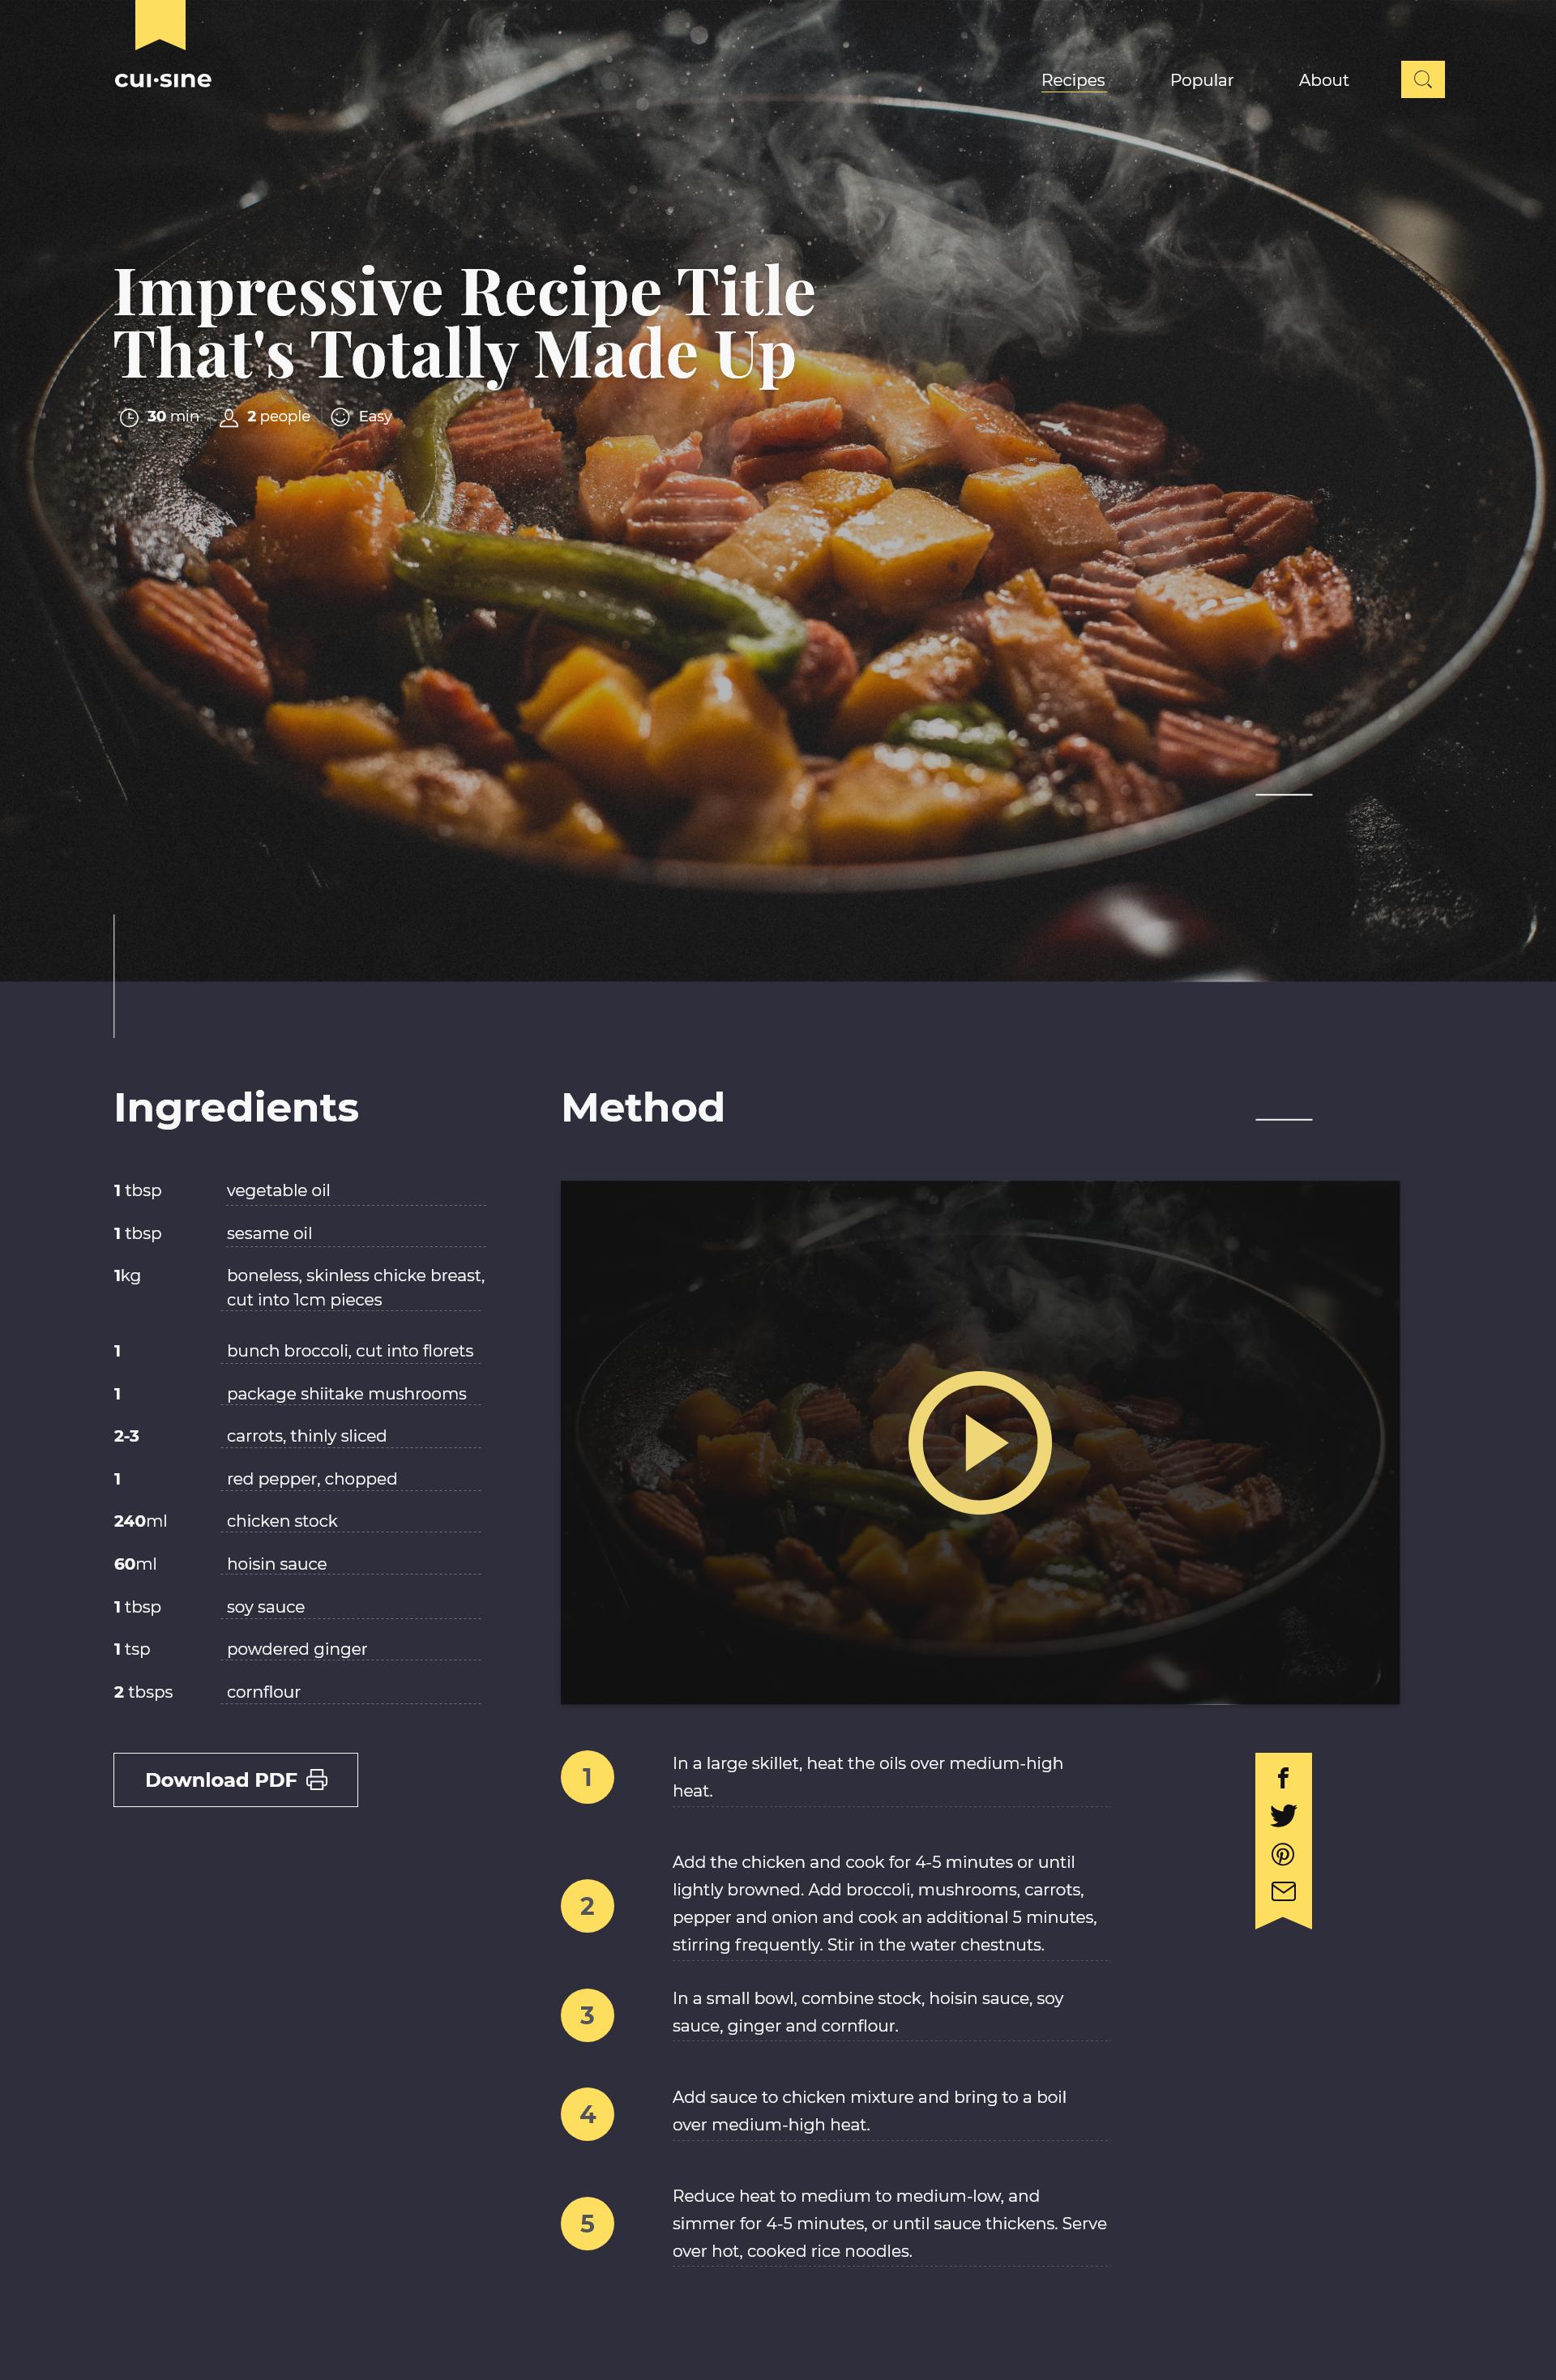 cui·sine
Recipes Popular About
Impressive Recipe Title
That's Totally Made Up
30 min 2 people Easy
Ingredients
1 tbsp vegetable oil
1 tbsp sesame oil
1kg boneless, skinless chicke breast,
cut into 1cm pieces
1 bunch broccoli, cut into florets
1 package shiitake mushrooms
2-3 carrots, thinly sliced
1 red pepper, chopped
240ml chicken stock
60ml hoisin sauce
1 tbsp soy sauce
1 tsp powdered ginger
2 tbsps cornflour
Download PDF
Method
1
In a large skillet, heat the oils over medium-high
heat.
2
Add the chicken and cook for 4-5 minutes or until
lightly browned. Add broccoli, mushrooms, carrots,
pepper and onion and cook an additional 5 minutes,
stirring frequently. Stir in the water chestnuts.
3
In a small bowl, combine stock, hoisin sauce, soy
sauce, ginger and cornflour.
4
Add sauce to chicken mixture and bring to a boil
over medium-high heat.
5
Reduce heat to medium to medium-low, and
simmer for 4-5 minutes, or until sauce thickens. Serve
over hot, cooked rice noodles.